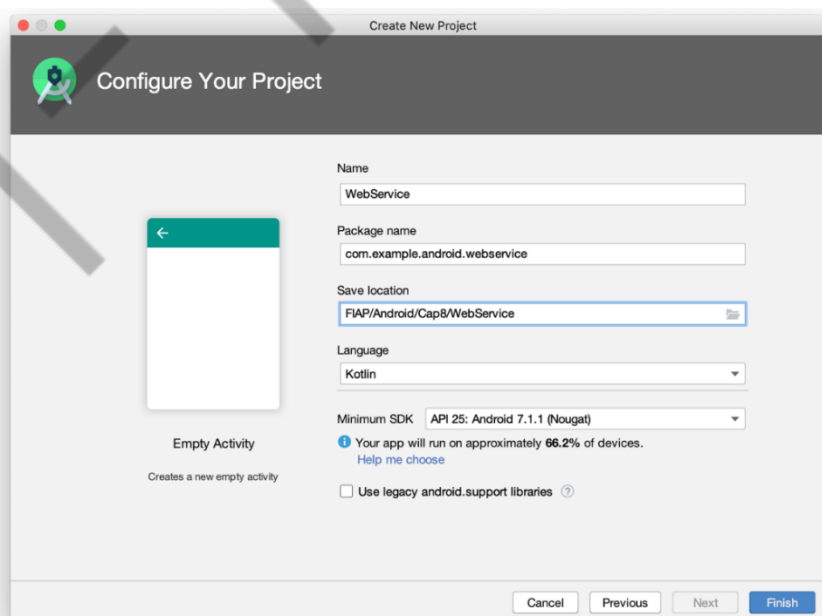 Create New Project
Configure Your Project
Name
WebService
Package name
com.example.android.webservice
Save location
FIAP/Android/Cap8/WebService
Language
Kotlin
Minimum SDK API 25: Android 7.1.1 (Nougat)
Your app will run on approximately 66.2% of devices.
Help me choose
Use legacy android.support libraries ?
Empty Activity
Creates a new empty activity
Cancel Previous Next Finish